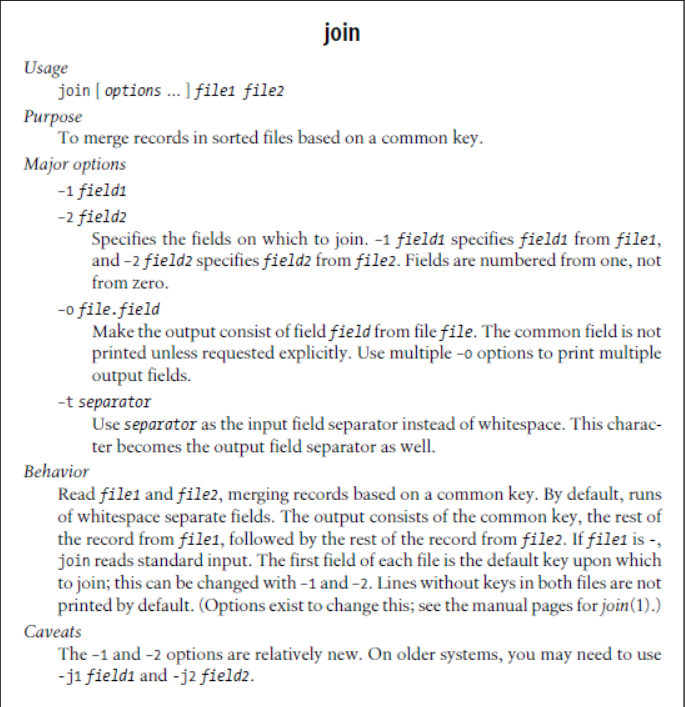 join
Usage
join [ options ... ] file1 file2
Purpose
To merge records in sorted files based on a common key.
Major options
–1 field1
–2 field2
Specifies the fields on which to join. –1 field1 specifies field1 from file1,
and –2 field2 specifies field2 from file2. Fields are numbered from one, not
from zero.
–o file.field
Make the output consist of field field from file file. The common field is not
printed unless requested explicitly. Use multiple –o options to print multiple
output fields.
–t separator
Use separator as the input field separator instead of whitespace. This charac-
ter becomes the output field separator as well.
Behavior
Read file1 and file2, merging records based on a common key. By default, runs
of whitespace separate fields. The output consists of the common key, the rest of
the record from file1, followed by the rest of the record from file2. If file1 is -,
join reads standard input. The first field of each file is the default key upon which
to join; this can be changed with –1 and –2. Lines without keys in both files are not
printed by default. (Options exist to change this; see the manual pages for join(1).)
Caveats
The –1 and –2 options are relatively new. On older systems, you may need to use
-j1 field1 and -j2 field2.